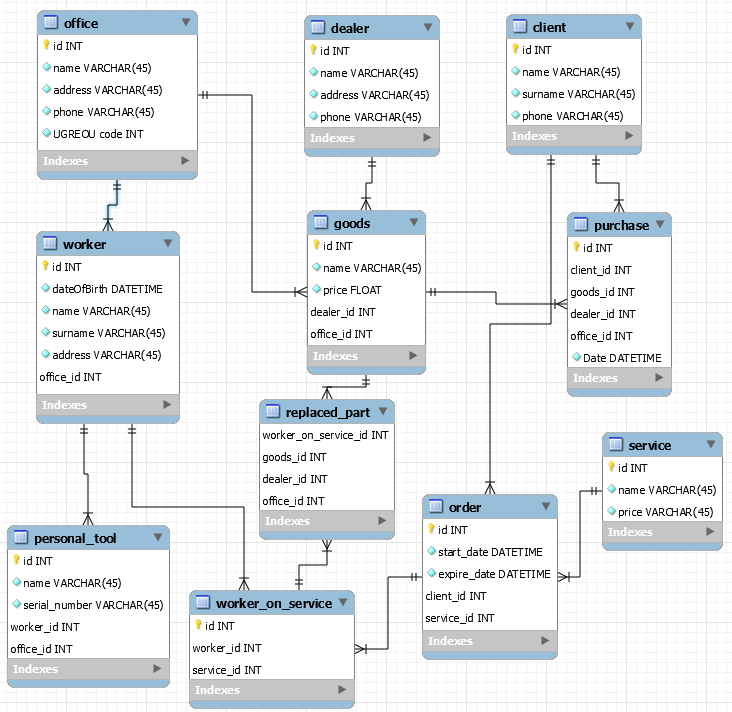 office
id INT
name VARCHAR(45)
address VARCHAR(45)
phone VARCHAR(45)
UGREOU code INT
Indexes
dealer
id INT
name VARCHAR(45)
address VARCHAR(45)
phone VARCHAR(45)
Indexes
client
id INT
name VARCHAR(45)
surname VARCHAR(45)
phone VARCHAR(45)
Indexes
worker
id INT
dateOfBirth DATETIME
name VARCHAR(45)
surname VARCHAR(45)
address VARCHAR(45)
office_id INT
Indexes
goods
id INT
name VARCHAR(45)
price FLOAT
dealer_id INT
office_id INT
Indexes
purchase
id INT
client_id INT
goods_id INT
dealer_id INT
office_id INT
Date DATETIME
Indexes
replaced_part
worker_on_service_id INT
goods_id INT
dealer_id INT
office_id INT
Indexes
service
id INT
name VARCHAR(45)
price VARCHAR(45)
Indexes
personal_tool
id INT
name VARCHAR(45)
serial_number VARCHAR(45)
worker_id INT
office_id INT
Indexes
order
id INT
start_date DATETIME
expire_date DATETIME
client_id INT
service_id INT
Indexes
worker_on_service
id INT
worker_id INT
service_id INT
Indexes